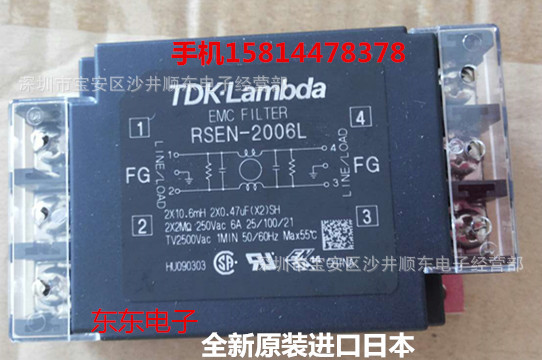 手机15814478378
深圳市宝安区沙井顺东电子经营部
TDK-Lambda
EMC FILTER
RSEN-2006L
1
4
LINE/LOAD
1
4
LINE/LOAD
FG
FG
2
3
2
3
2X10.6mH 2X0.47uF(X2)SH
2X2MΩ 250Vac 6A 25/100/21
TV2500Vac 1MIN 50/60Hz Max55℃
HU090303
深圳市宝安区沙井顺东电子经营部
东东电子
全新原装进口日本